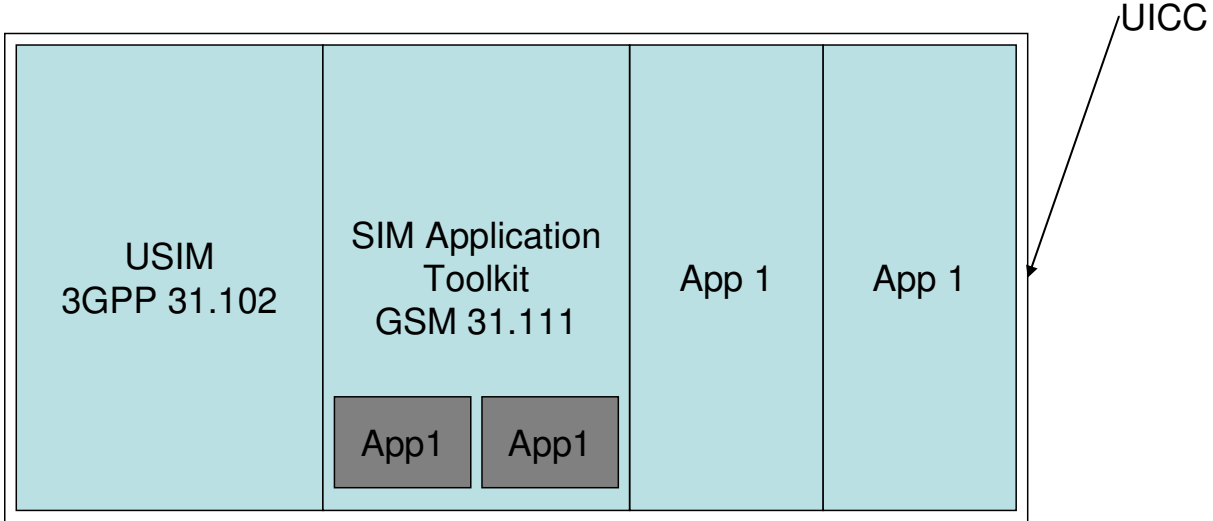 UICC
USIM
3GPP 31.102
SIM Application
Toolkit
GSM 31.111
App1
App1
App 1
App 1